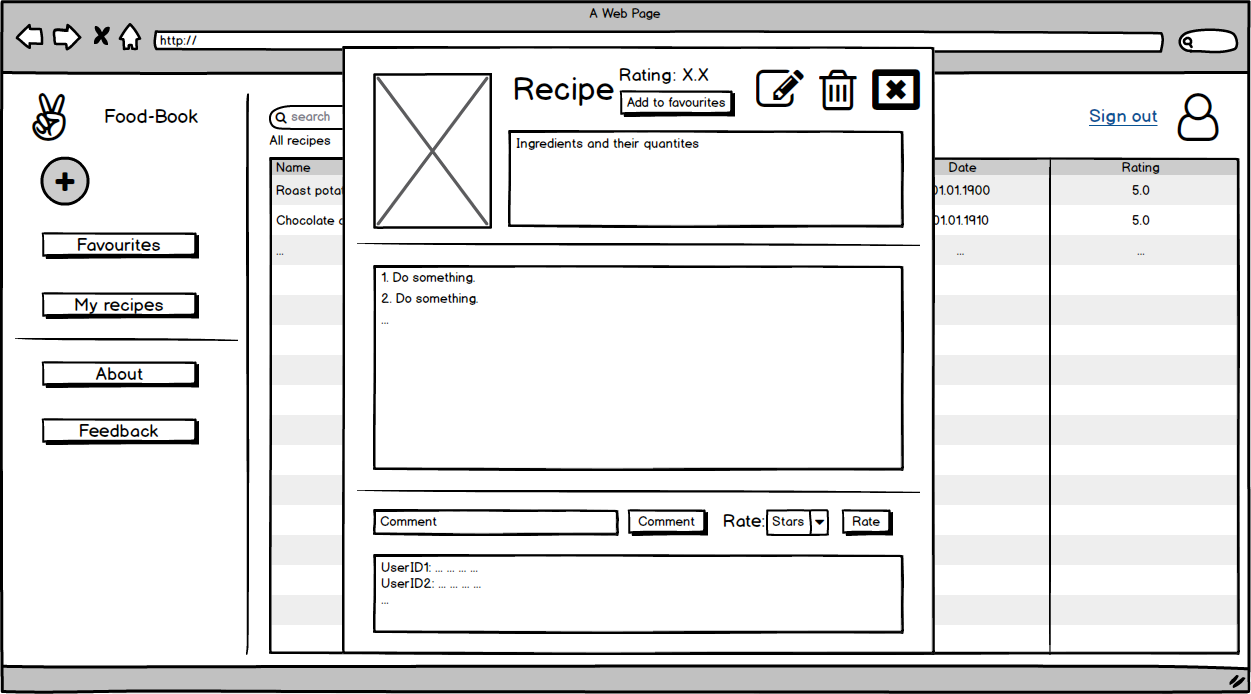 A Web Page
http://
Food-Book
Favourites
My recipes
About
Feedback
search
All recipes
Name
Roast pota
Chocolate
...
Recipe
Rating: X.X
Add to favourites
Ingredients and their quantites
1. Do something.
2. Do something.
...
Comment
Comment
Rate:
Stars
Rate
UserID1: ... ... ... ...
UserID2: ... ... ... ...
...
Sign out
Date
Rating
01.01.1900
5.0
01.01.1910
5.0
...
...